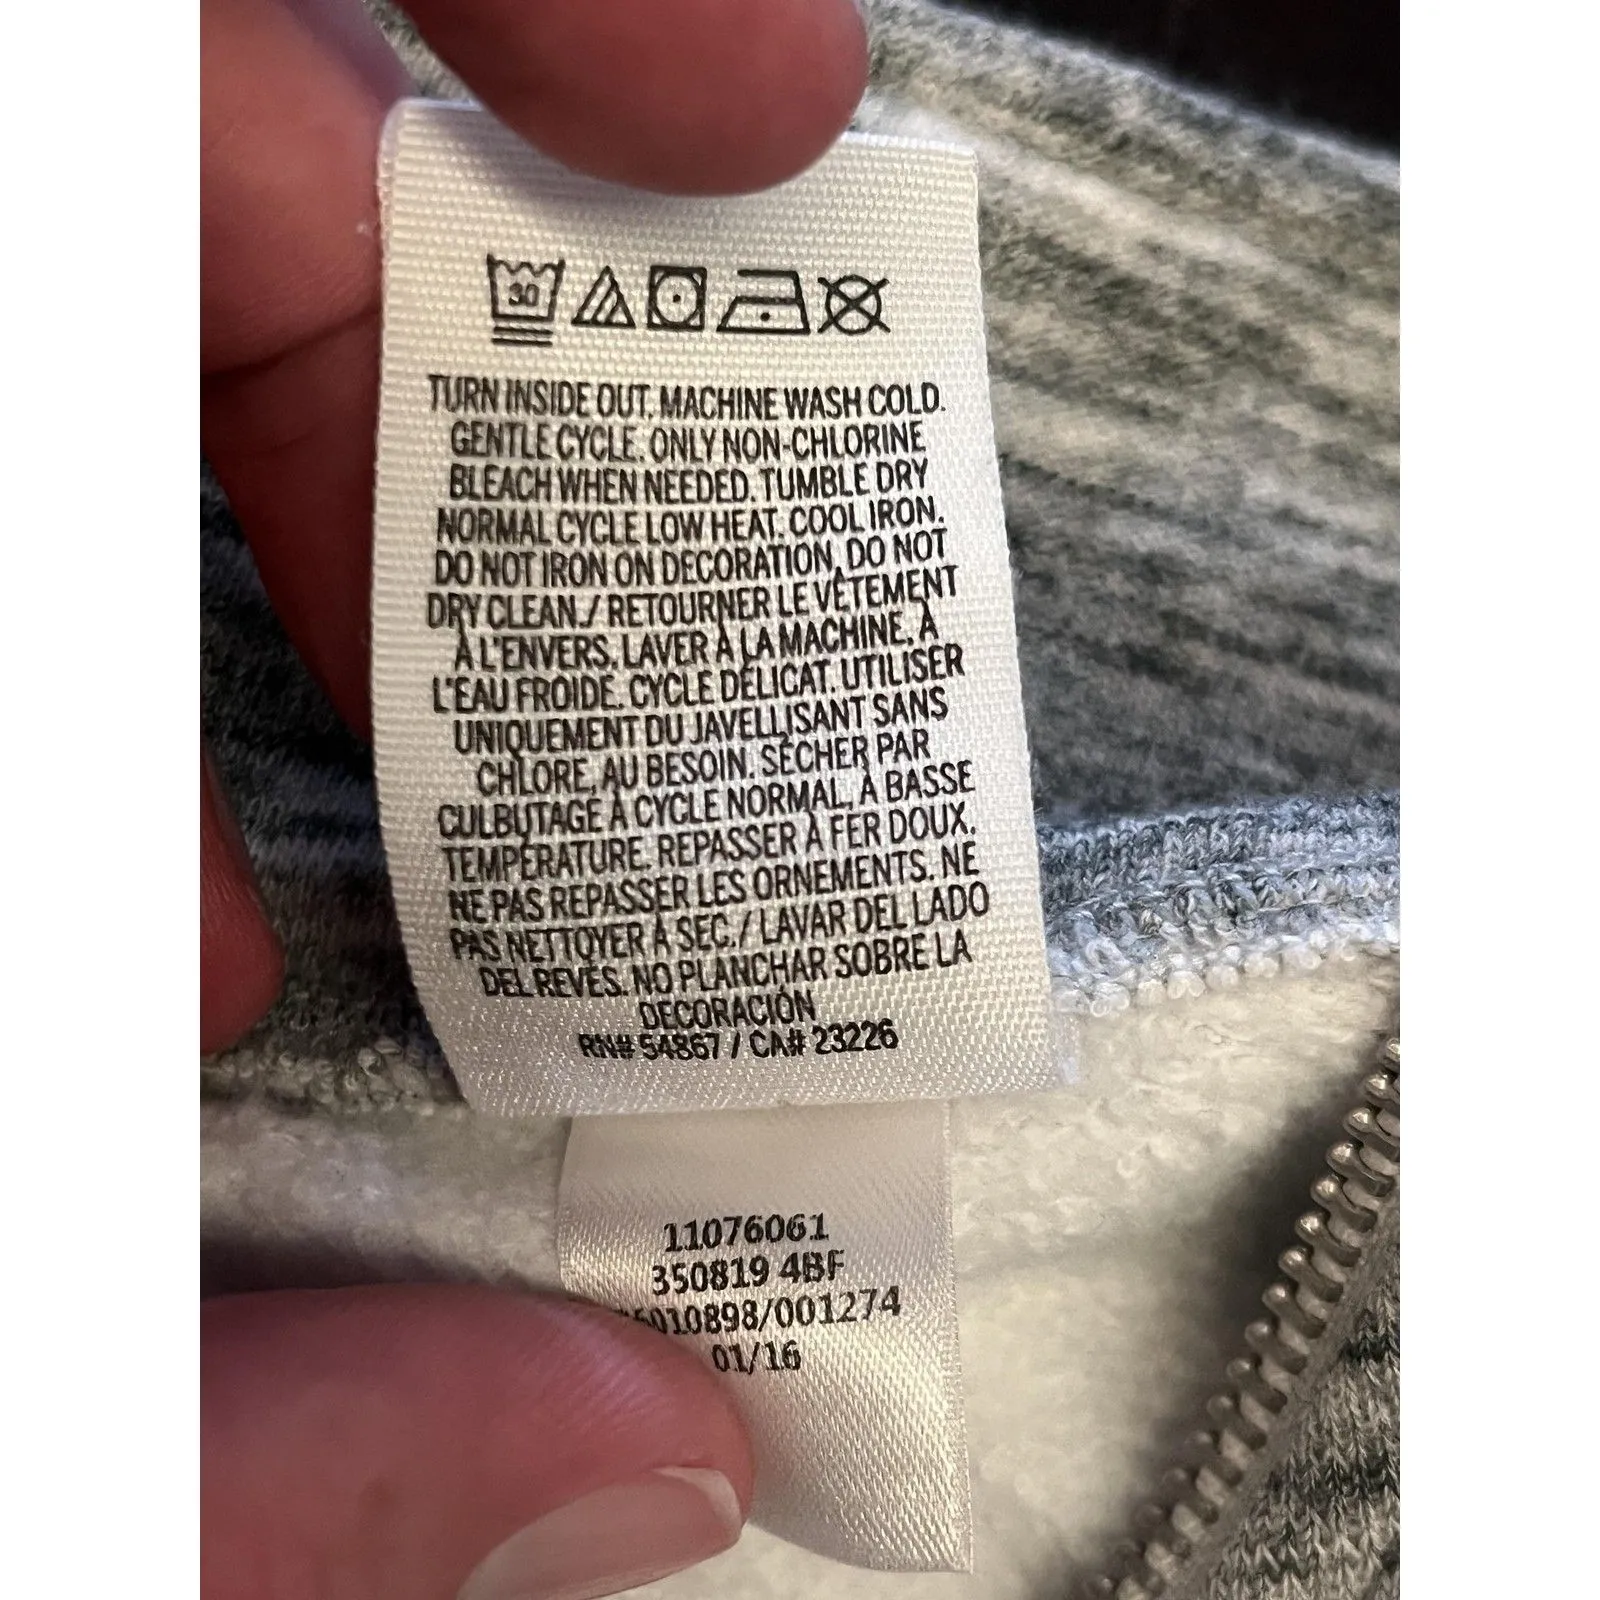 30
TURN INSIDE OUT. MACHINE WASH COLD.
GENTLE CYCLE. ONLY NON-CHLORINE
BLEACH WHEN NEEDED. TUMBLE DRY
NORMAL CYCLE LOW HEAT. COOL IRON.
DO NOT IRON ON DECORATION. DO NOT
DRY CLEAN. / RETOURNER LE VÊTEMENT
À L'ENVERS. LAVER À LA MACHINE, À
L'EAU FROIDE. CYCLE DÉLICAT. UTILISER
UNIQUEMENT DU JAVELLISANT SANS
CHLORE, AU BESOIN. SÉCHER PAR
CULBUTAGE À CYCLE NORMAL, À BASSE
TEMPÉRATURE. REPASSER À FER DOUX.
NE PAS REPASSER LES ORNEMENTS. NE
PAS NETTOYER À SEC. / LAVAR DEL LADO
DEL REVÉS. NO PLANCHAR SOBRE LA
DECORACIÓN
RN# 54867 / CA# 23226
11076061
350819 4BF
010898/001274
01/16